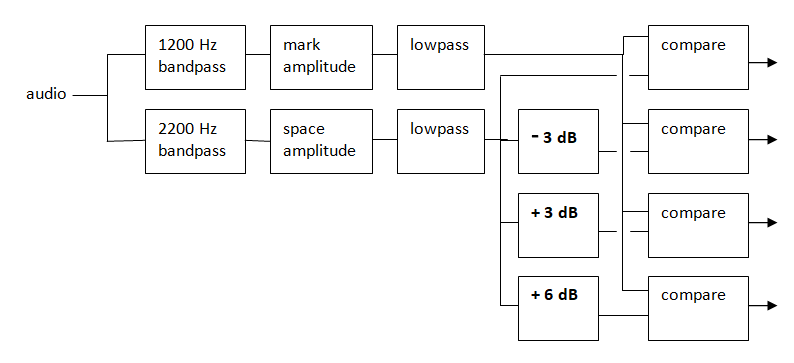 1200 Hz
bandpass
mark
amplitude
lowpass
compare
audio
2200 Hz
bandpass
space
amplitude
lowpass
- 3 dB
compare
+ 3 dB
compare
+ 6 dB
compare